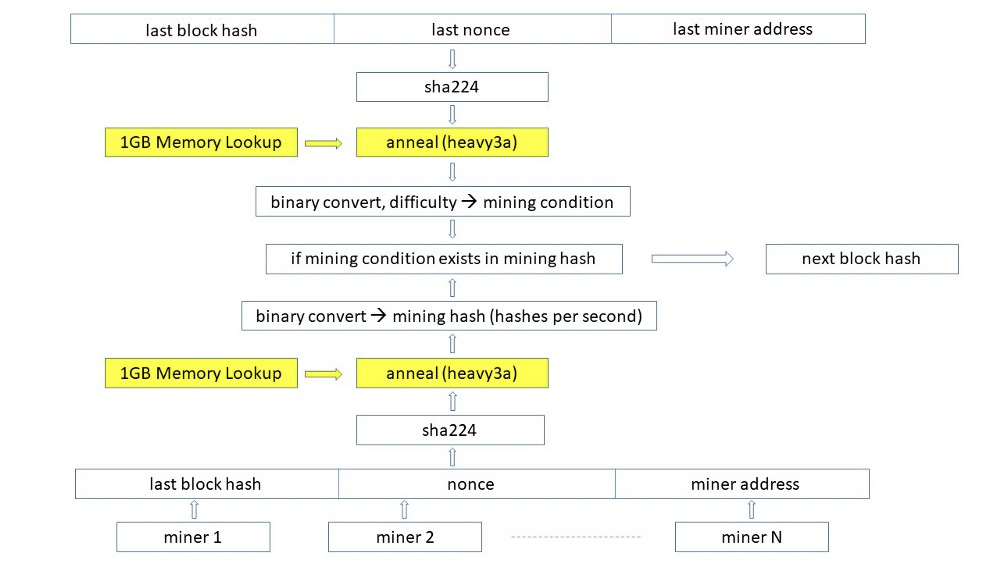 last block hash last nonce last miner address
sha224
1GB Memory Lookup anneal (heavy3a)
binary convert, difficulty → mining condition
if mining condition exists in mining hash next block hash
binary convert → mining hash (hashes per second)
1GB Memory Lookup anneal (heavy3a)
sha224
last block hash nonce miner address
miner 1 miner 2 miner N